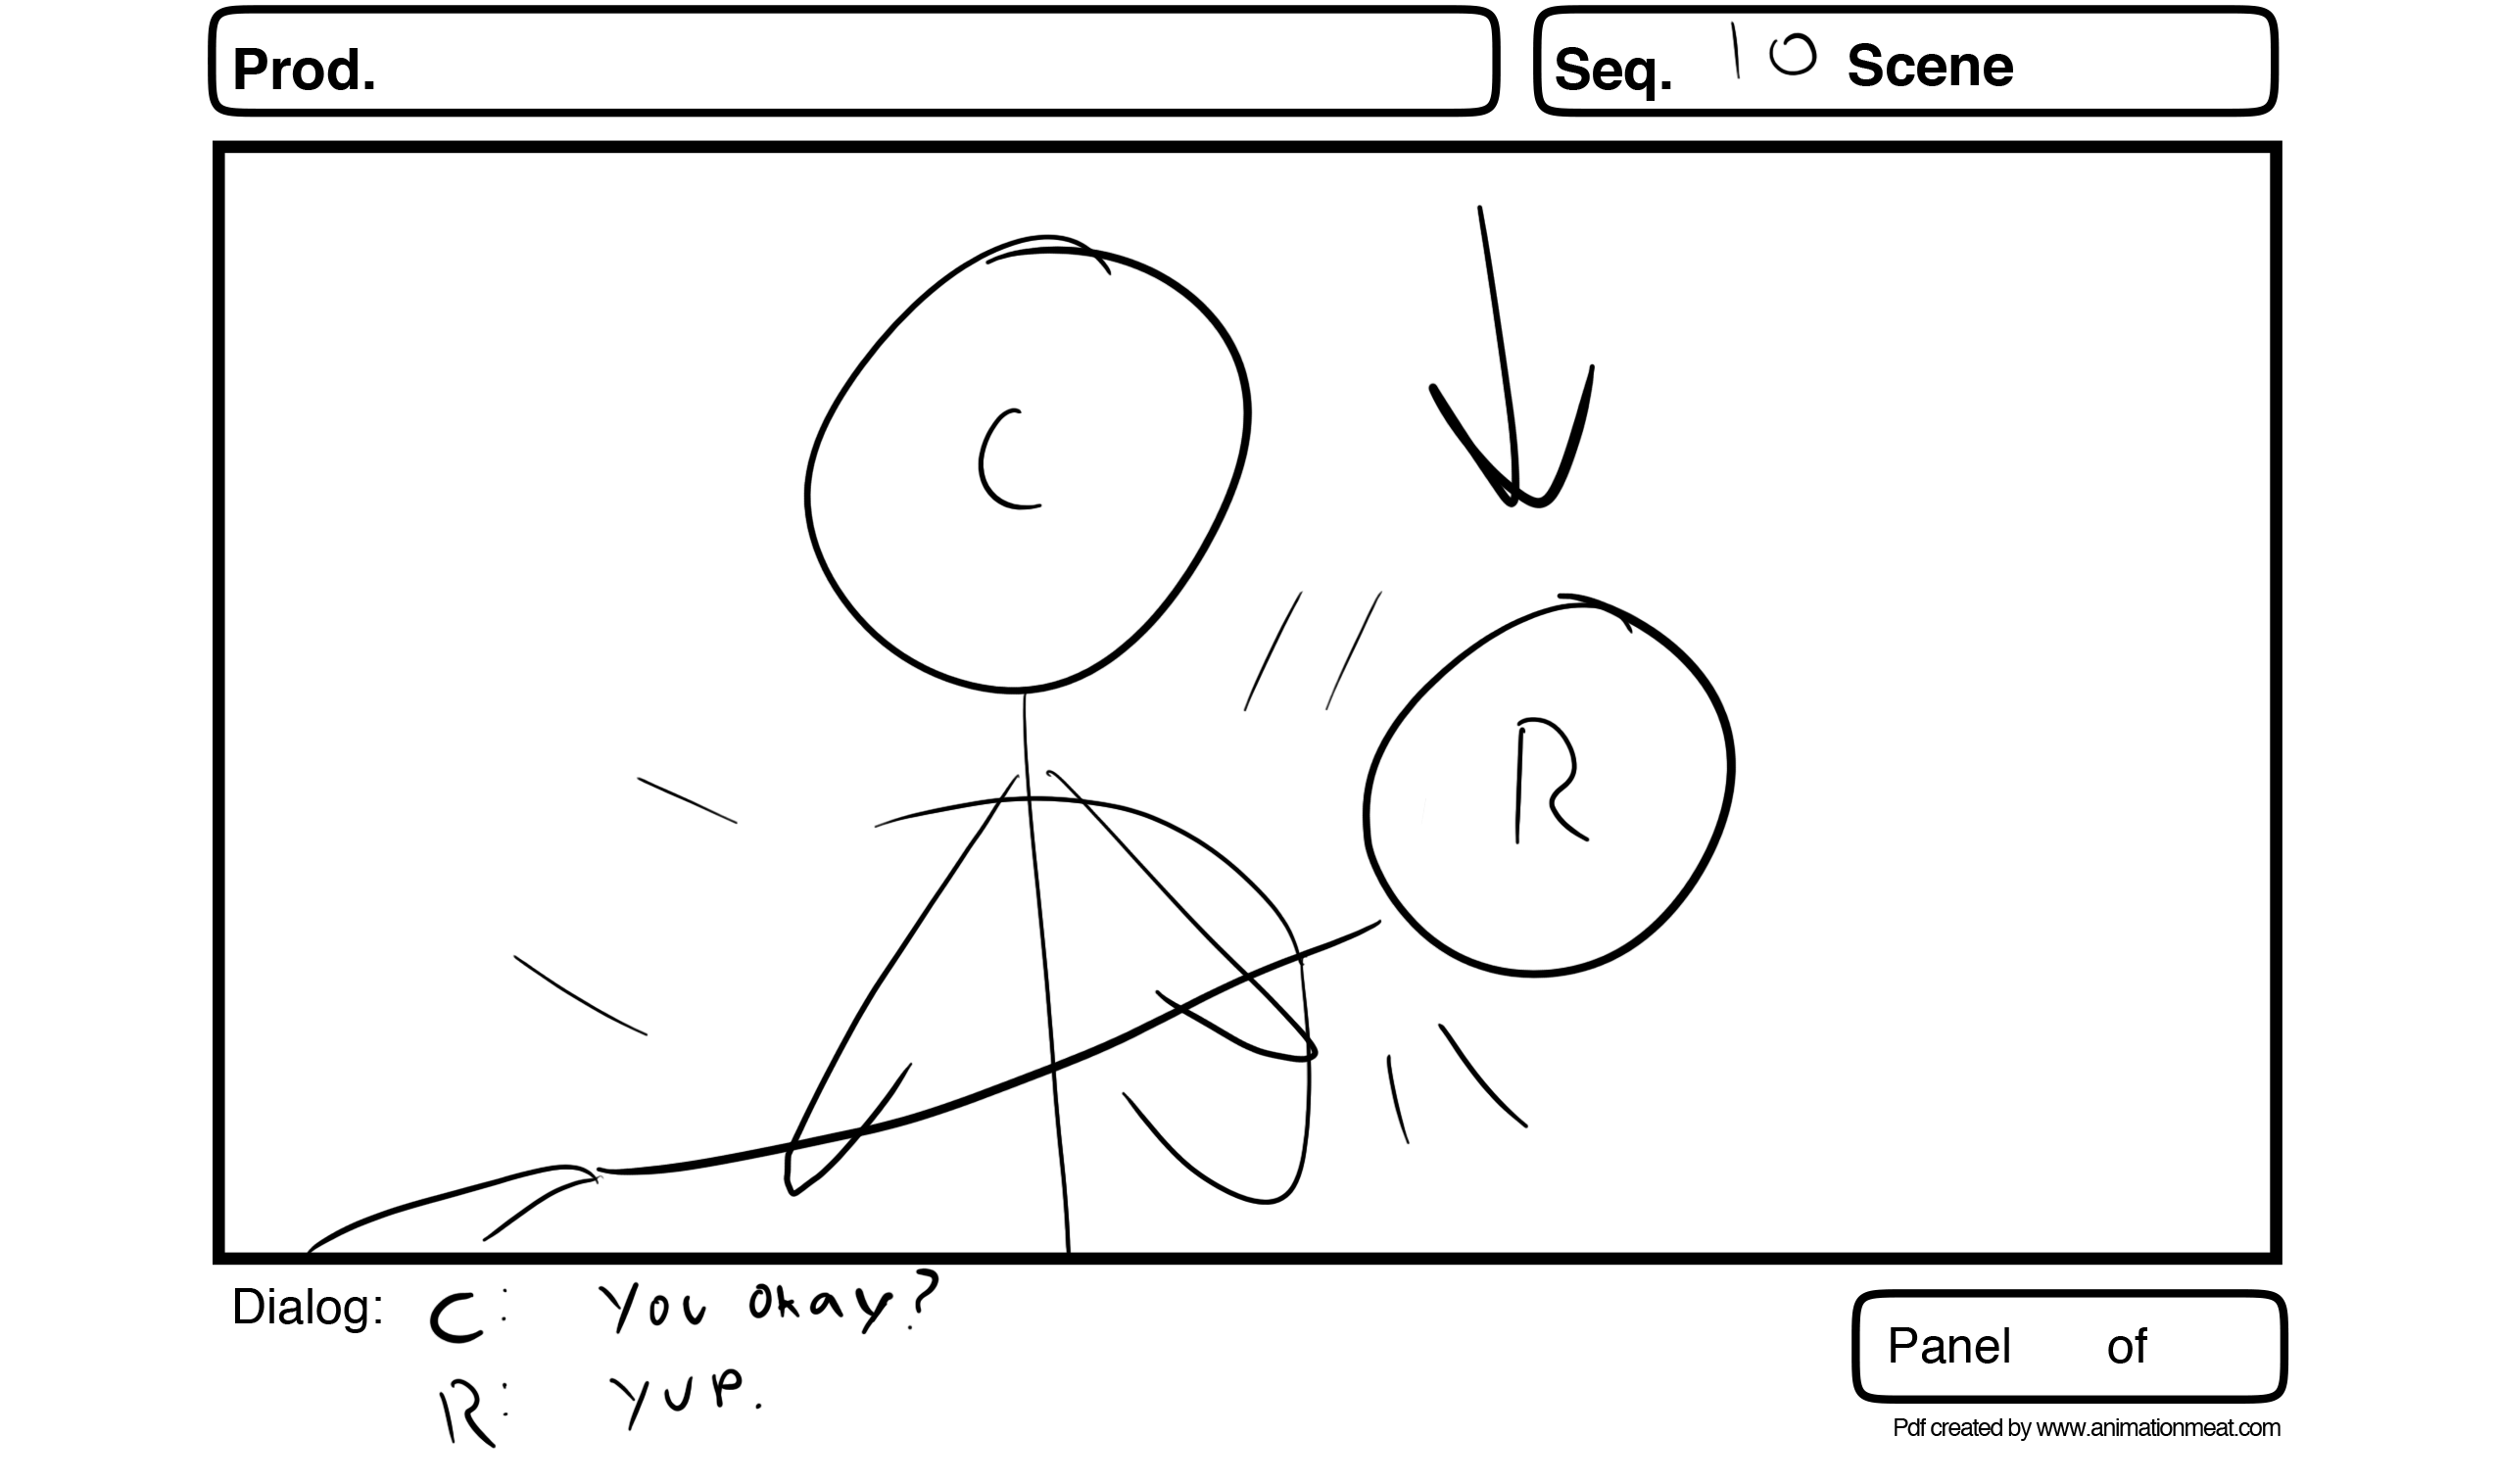 Prod.
Seq. 10 Scene
C
R
Dialog: C: You okay?
R: YUP.
Panel of
Pdf created by www.animationmeat.com